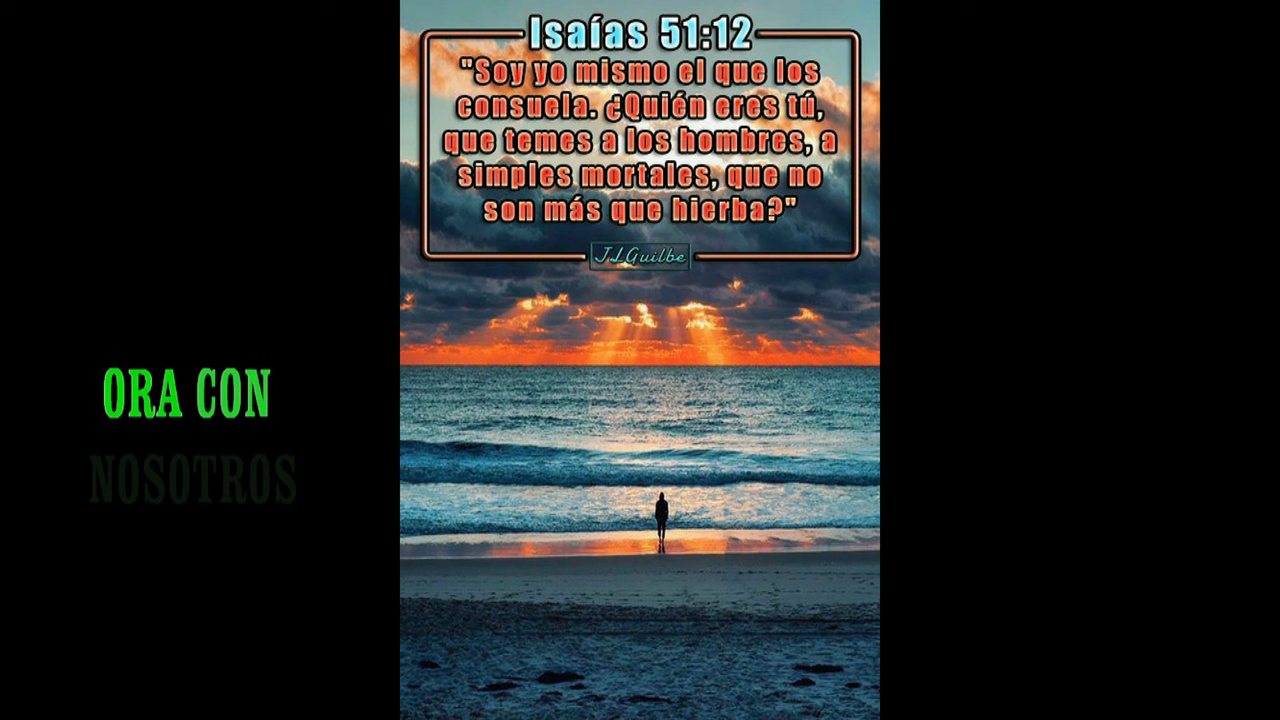 Isaías 51:12
"Soy yo mismo el que los
consuela. ¿Quién eres tú,
que temes a los hombres, a
simples mortales, que no
son más que hierba?"
JLGuilbe
ORA CON
NOSOTROS